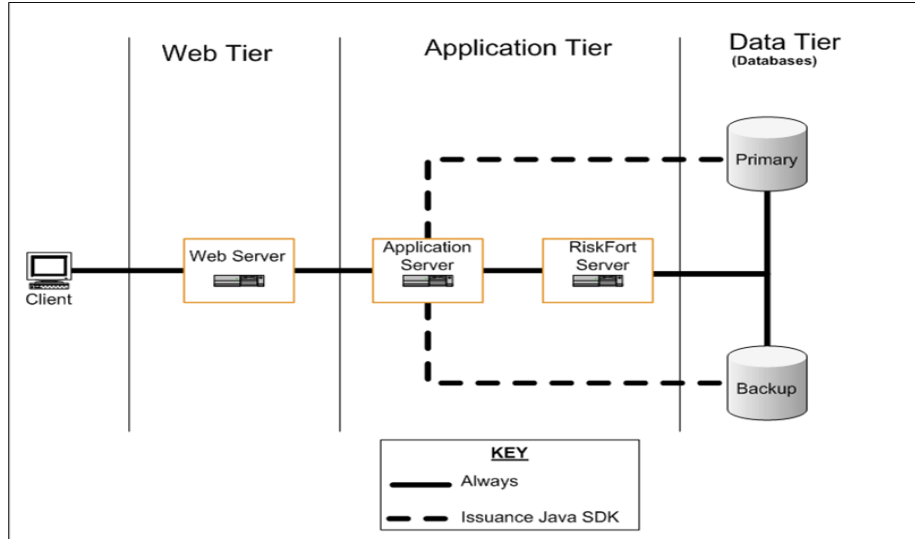 Web Tier
Application Tier
Data Tier
(Databases)
Primary
Web Server
Application
Server
RiskFort
Server
Client
Backup
KEY
Always
Issuance Java SDK